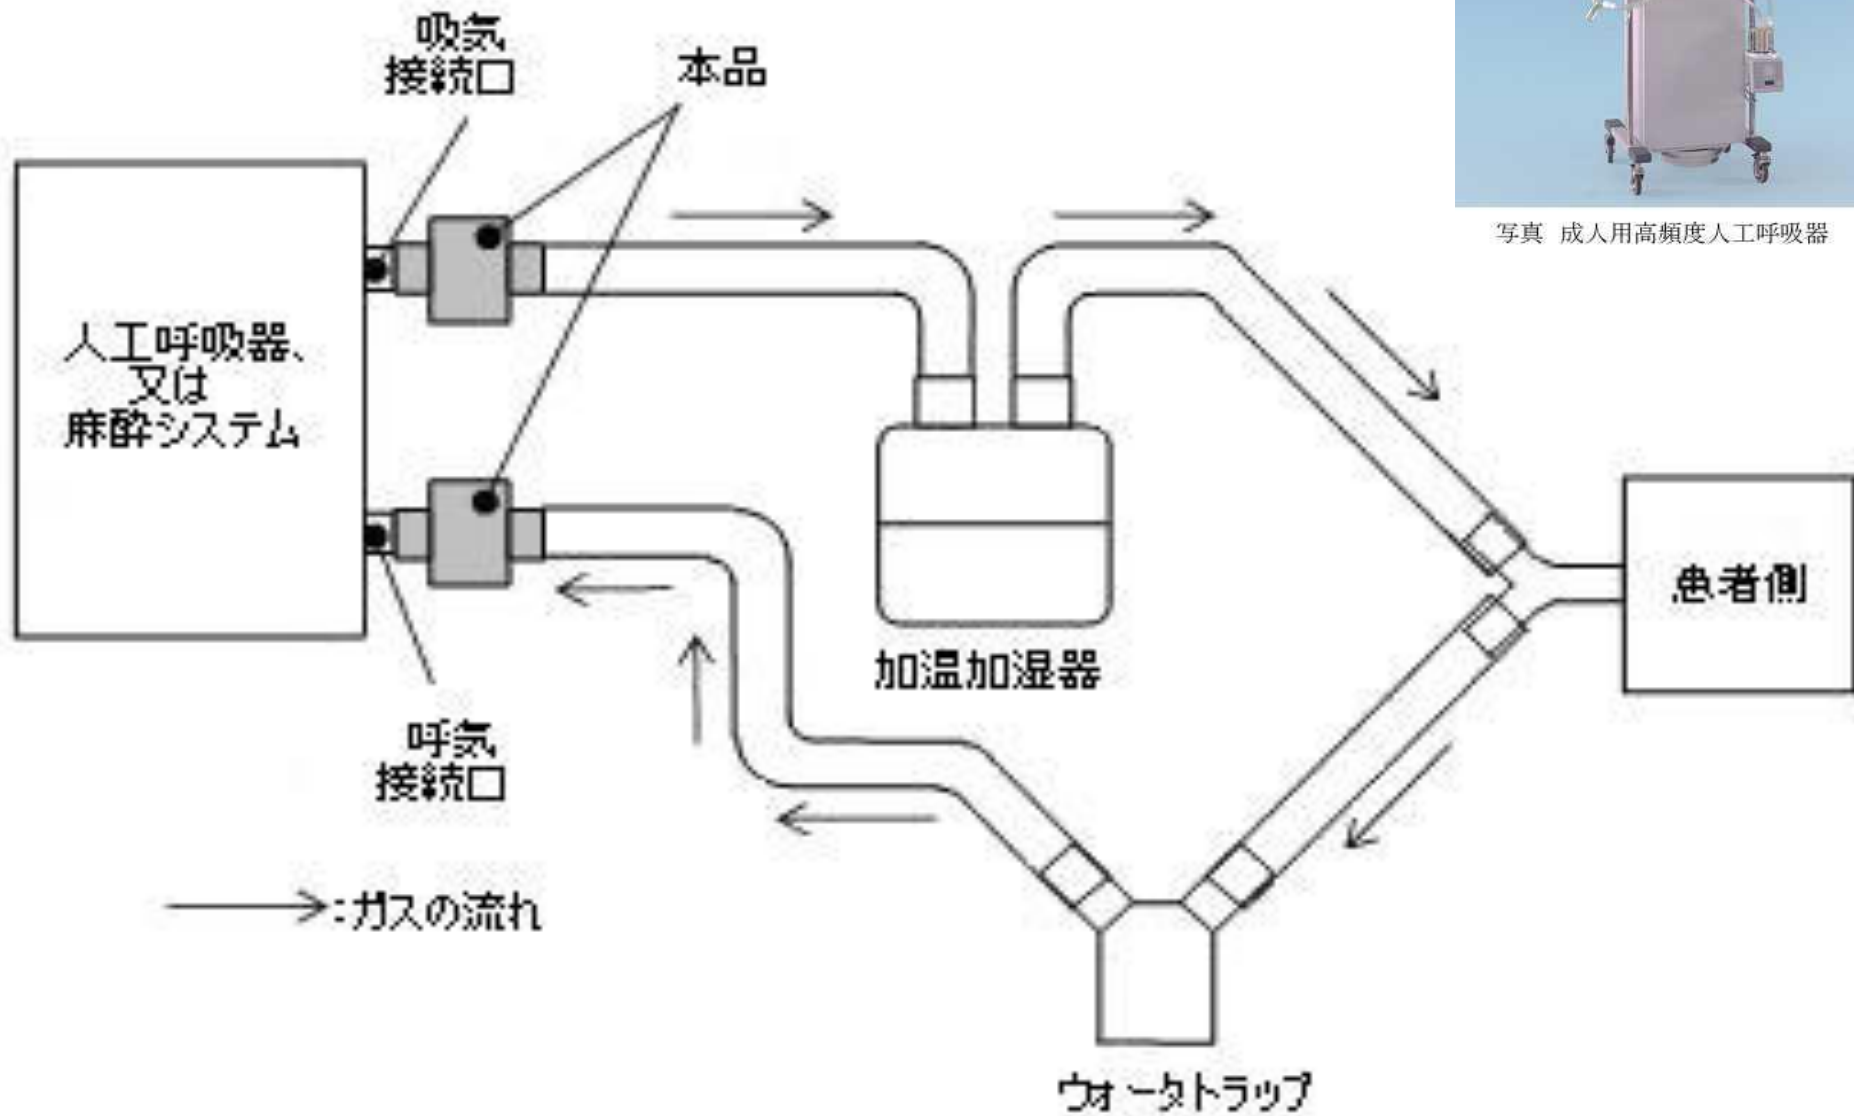 吸気
接続口
本品
写真 成人用高頻度人工呼吸器
人工呼吸器、
又は
麻酔システム
患者側
加温加湿器
呼気
接続口
:ガスの流れ
ウォータトラップ